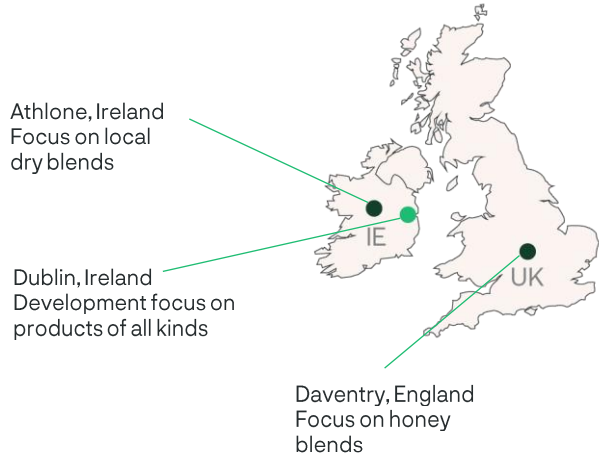 Athlone, Ireland
Focus on local
dry blends
IE
Dublin, Ireland
Development focus on
products of all kinds
UK
Daventry, England
Focus on honey
blends